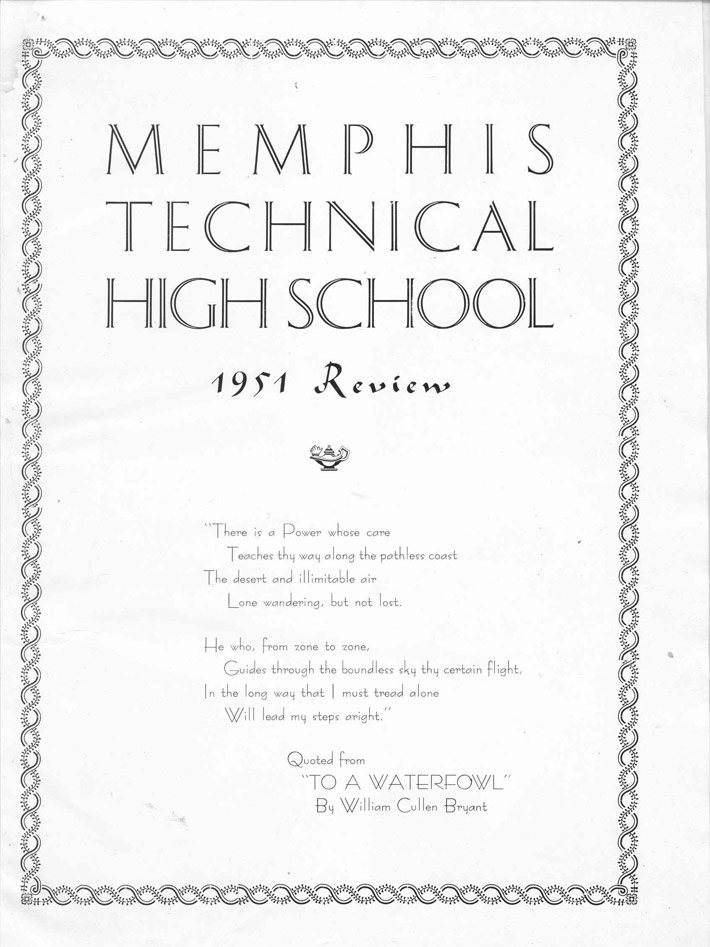 MEMPHIS
TECHNICAL
HIGH SCHOOL
1951 Review
"There is a Power whose care
Teaches thy way along the pathless coast
The desert and illimitable air
Lone wandering, but not lost.
He who, from zone to zone,
Guides through the boundless sky thy certain flight,
In the long way that I must tread alone
Will lead my steps aright."
Quoted from
"TO A WATERFOWL"
By William Cullen Bryant